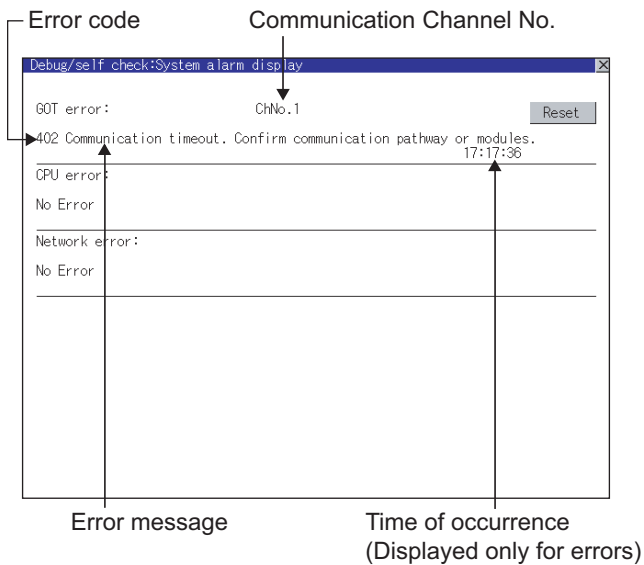 Error code
Communication Channel No.
Debug/self check:System alarm display
GOT error:
ChNo.1
Reset
402 Communication timeout. Confirm communication pathway or modules.
17:17:36
CPU error:
No Error
Network error:
No Error
Error message
Time of occurrence
(Displayed only for errors)